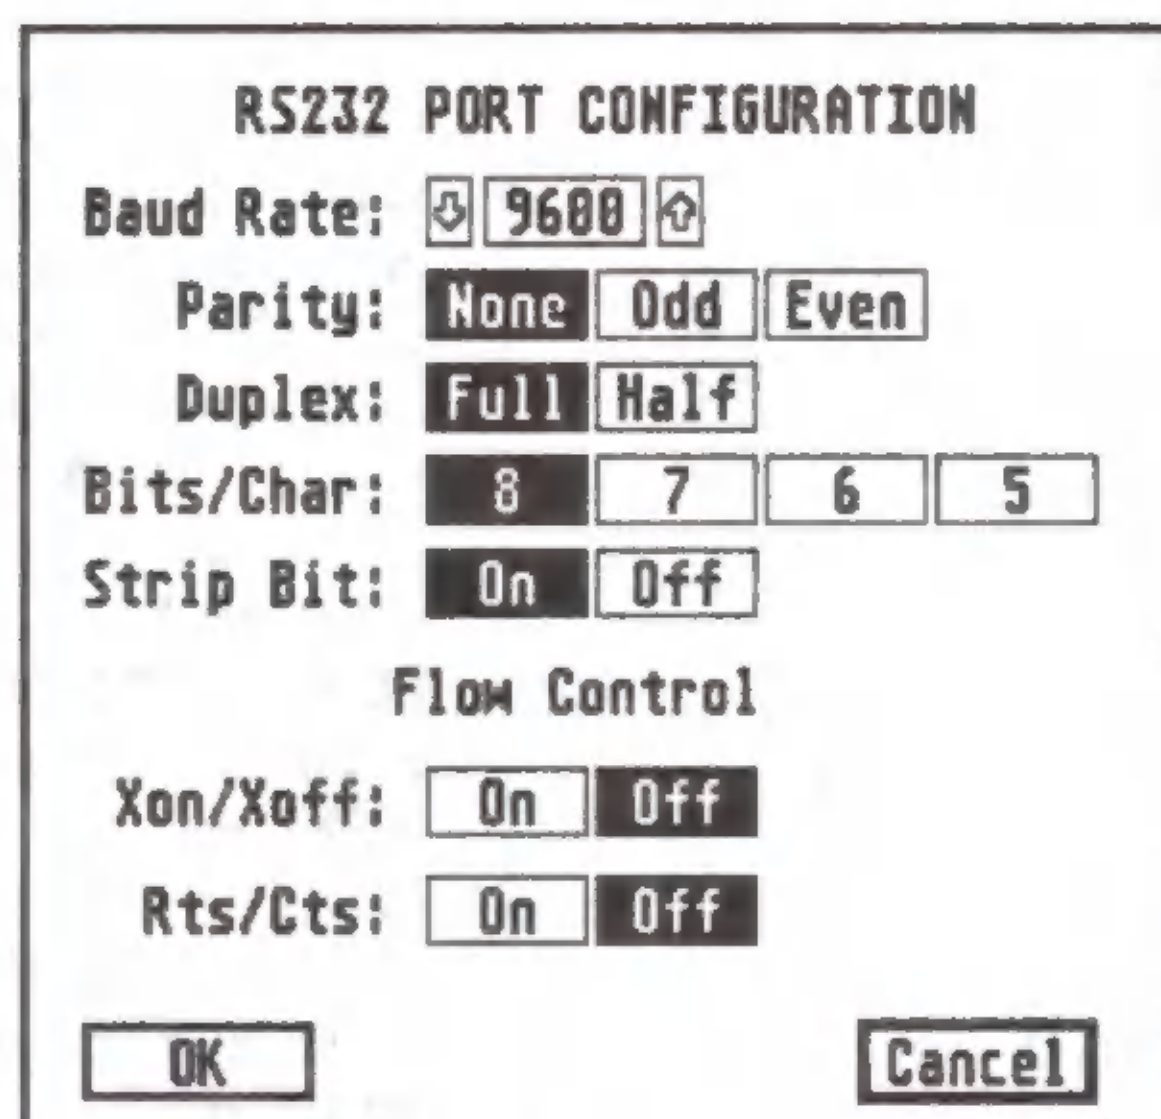 RS232 PORT CONFIGURATION
Baud Rate: 9600
Parity: None Odd Even
Duplex: Full Half
Bits/Char: 8 7 6 5
Strip Bit: On Off
Flow Control
Xon/Xoff: On Off
Rts/Cts: On Off
OK Cancel